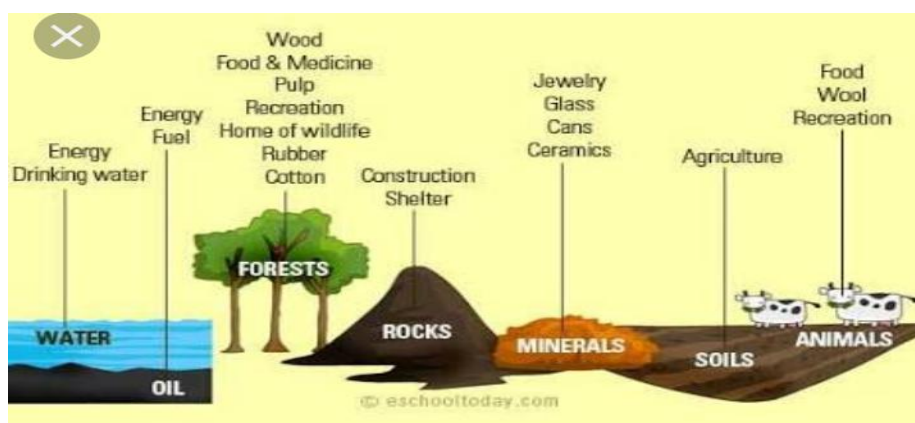 Energy
Drinking water
Energy
Fuel
Wood
Food & Medicine
Pulp
Recreation
Home of wildlife
Rubber
Cotton
Construction
Shelter
Jewelry
Glass
Cans
Ceramics
Agriculture
Food
Wool
Recreation
WATER
OIL
FORESTS
ROCKS
MINERALS
SOILS
ANIMALS
© eschooltoday.com